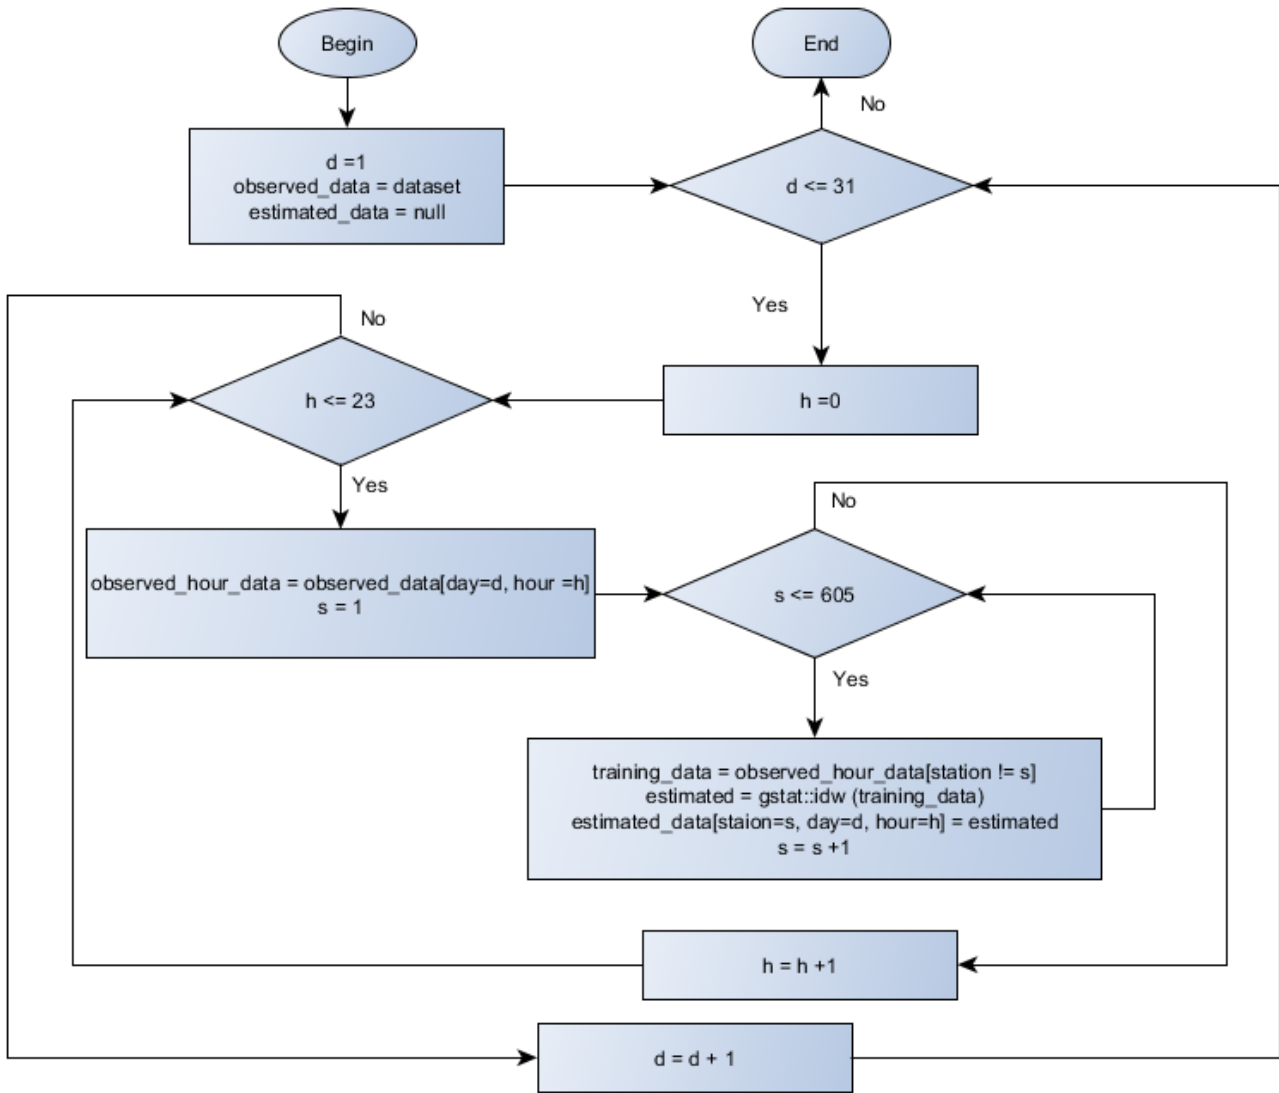 Begin
End
No
d =1
observed_data = dataset
estimated_data = null
d <= 31
Yes
No
h <= 23
h =0
Yes
No
observed_hour_data = observed_data[day=d, hour =h]
s = 1
s <= 605
Yes
training_data = observed_hour_data[station != s]
estimated = gstat::idw (training_data)
estimated_data[staion=s, day=d, hour=h] = estimated
s = s +1
h = h +1
d = d + 1